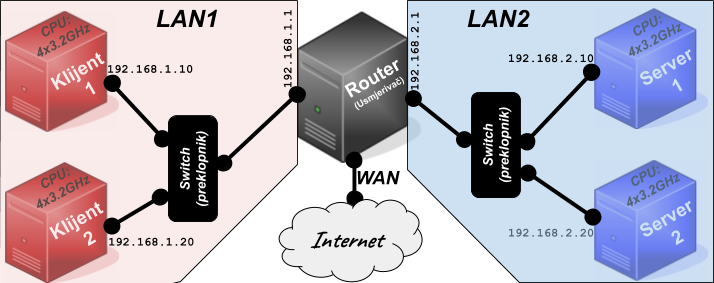 LAN1
LAN2
CPU:
4x3.2GHz
Klijent
1
192.168.1.10
192.168.1.1
Router
(Usmjerivač)
192.168.2.1
192.168.2.10
CPU:
4x3.2GHz
Server
1
Switch
(preklopnik)
Switch
(preklopnik)
WAN
Internet
CPU:
4x3.2GHz
Klijent
2
192.168.1.20
192.168.2.20
CPU:
4x3.2GHz
Server
2